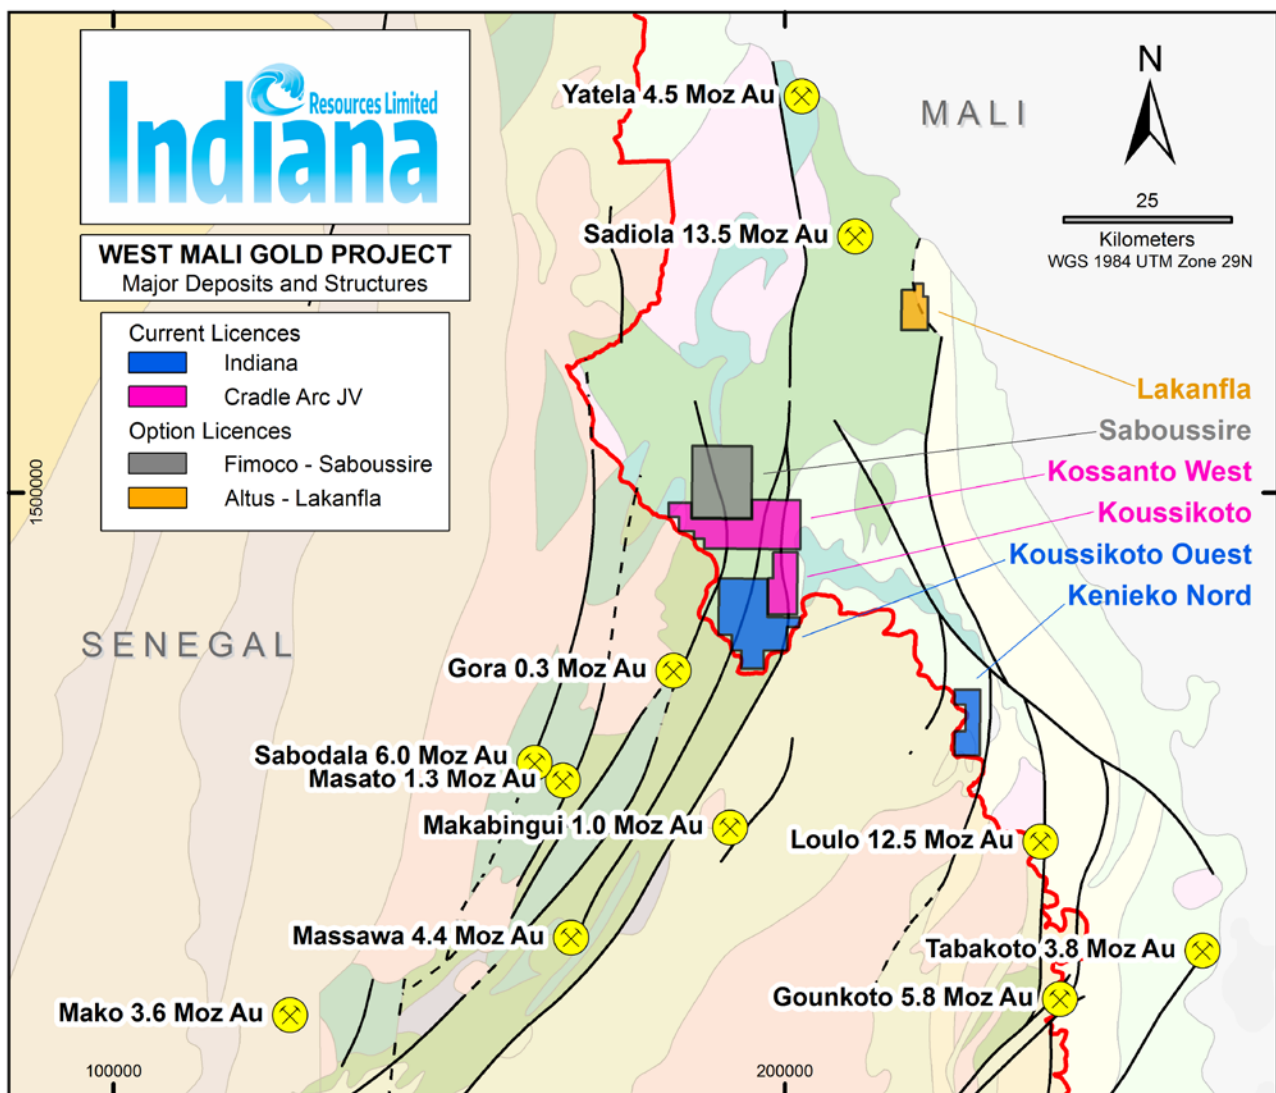 Indiana
Resources Limited
WEST MALI GOLD PROJECT
Major Deposits and Structures
Current Licences
Indiana
Cradle Arc JV
Option Licences
Fimoco - Saboussire
Altus - Lakanfla
N
25
Kilometers
WGS 1984 UTM Zone 29N
MALI
SENEGAL
Yatela 4.5 Moz Au
Sadiola 13.5 Moz Au
Lakanfla
Saboussire
Kossanto West
Koussikoto
Koussikoto Ouest
Kenieko Nord
Gora 0.3 Moz Au
Sabodala 6.0 Moz Au
Masato 1.3 Moz Au
Makabingui 1.0 Moz Au
Loulo 12.5 Moz Au
Massawa 4.4 Moz Au
Tabakoto 3.8 Moz Au
Gounkoto 5.8 Moz Au
Mako 3.6 Moz Au
1500000
100000
200000